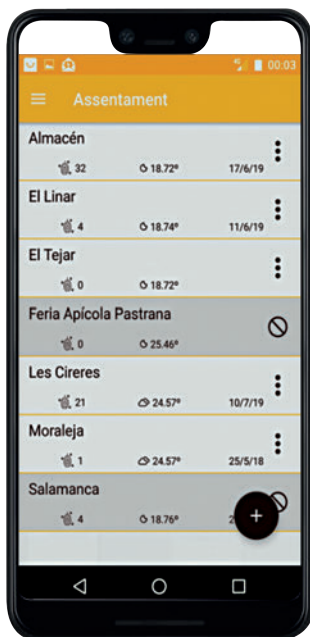 00:03
Assentament
Almacén
32 18.72º 17/6/19
El Linar
4 18.74º 11/6/19
El Tejar
0 18.72º
Feria Apícola Pastrana
0 25.46º
Les Cireres
21 24.57º 10/7/19
Moraleja
1 24.57º 25/5/18
Salamanca
4 18.76º